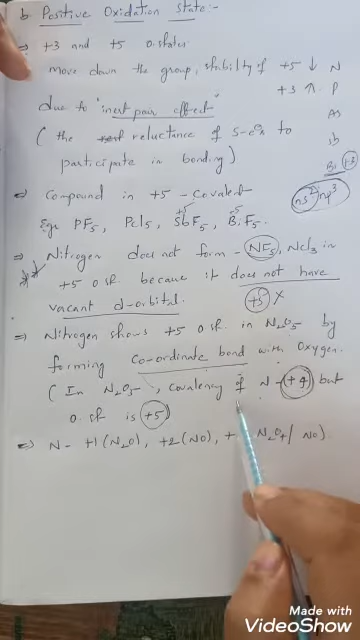 b Positive Oxidation State:-
⇒ +3 and +5 o.states
move down the group, stability of +5 ↓ N
+3 ↑ P
due to "inert pair effect" As
(the reluctance of s-e⁻s to Sb
participate in bonding) Bi +3
ns² np³
⇒ Compound in +5 - Covalent
Eg: PF₅, PCl₅, SbF₅, BiF₅.
+5 +5
⇒ Nitrogen does not form - NF₅, NCl₅ in
+5 o.st. because it does not have
vacant d-orbital. +5 X
⇒ Nitrogen shows +5 o.st in N₂O₅ by
forming co-ordinate bond with Oxygen.
(In N₂O₅, covalency of N - +4 but
o.st is +5)
⇒ N - +1 (N₂O), +2 (NO), + N₂O₄/ NO
Made with
VideoShow